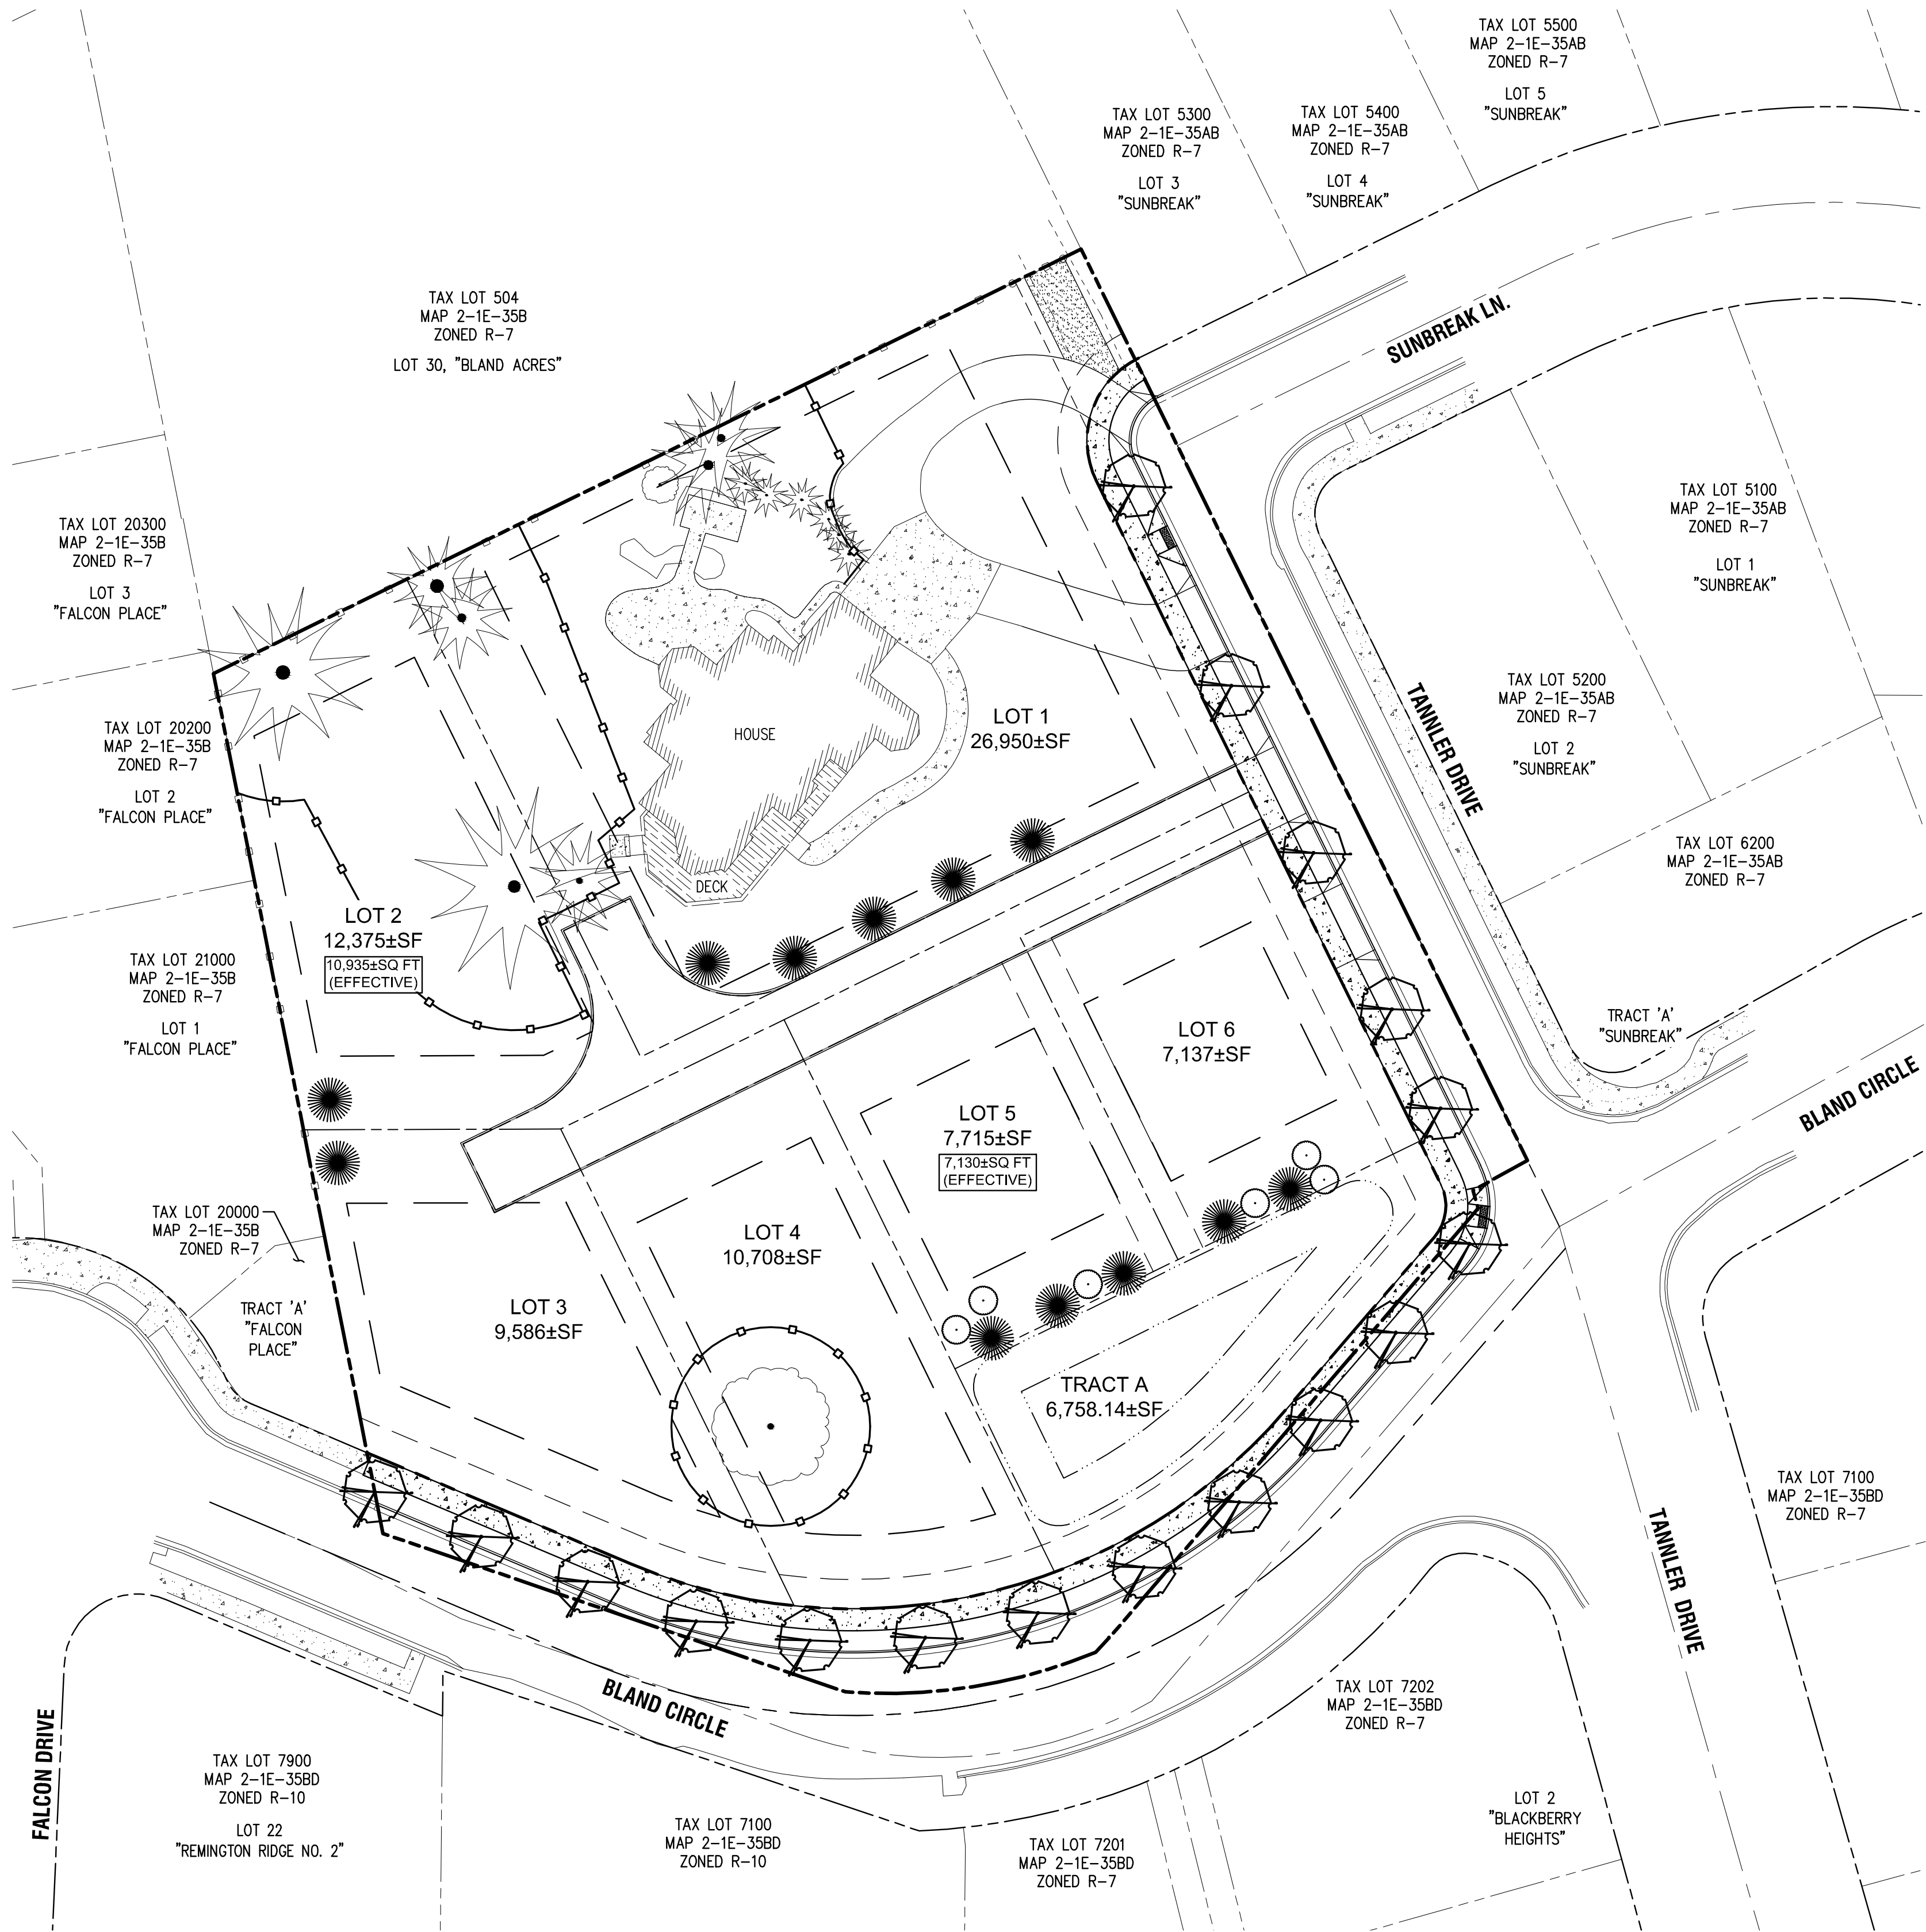 TAX LOT 5500
MAP 2-1E-35AB
ZONED R-7
LOT 5
"SUNBREAK"
TAX LOT 5300
MAP 2-1E-35AB
ZONED R-7
LOT 3
"SUNBREAK"
TAX LOT 5400
MAP 2-1E-35AB
ZONED R-7
LOT 4
"SUNBREAK"
TAX LOT 504
MAP 2-1E-35B
ZONED R-7
LOT 30, "BLAND ACRES"
SUNBREAK LN.
TAX LOT 20300
MAP 2-1E-35B
ZONED R-7
LOT 3
"FALCON PLACE"
TAX LOT 5100
MAP 2-1E-35AB
ZONED R-7
LOT 1
"SUNBREAK"
TAX LOT 20200
MAP 2-1E-35B
ZONED R-7
LOT 2
"FALCON PLACE"
HOUSE
LOT 1
26,950±SF
TANNLER DRIVE
TAX LOT 5200
MAP 2-1E-35AB
ZONED R-7
LOT 2
"SUNBREAK"
DECK
TAX LOT 6200
MAP 2-1E-35AB
ZONED R-7
LOT 2
12,375±SF
10,935±SQ FT
(EFFECTIVE)
TAX LOT 21000
MAP 2-1E-35B
ZONED R-7
LOT 1
"FALCON PLACE"
LOT 6
7,137±SF
TRACT 'A'
"SUNBREAK"
BLAND CIRCLE
LOT 5
7,715±SF
7,130±SQ FT
(EFFECTIVE)
TAX LOT 20000
MAP 2-1E-35B
ZONED R-7
LOT 4
10,708±SF
LOT 3
9,586±SF
TRACT 'A'
"FALCON
PLACE"
TRACT A
6,758.14±SF
TAX LOT 7100
MAP 2-1E-35BD
ZONED R-7
TANNLER DRIVE
BLAND CIRCLE
TAX LOT 7202
MAP 2-1E-35BD
ZONED R-7
FALCON DRIVE
TAX LOT 7900
MAP 2-1E-35BD
ZONED R-10
LOT 22
"REMINGTON RIDGE NO. 2"
TAX LOT 7100
MAP 2-1E-35BD
ZONED R-10
TAX LOT 7201
MAP 2-1E-35BD
ZONED R-7
LOT 2
"BLACKBERRY
HEIGHTS"